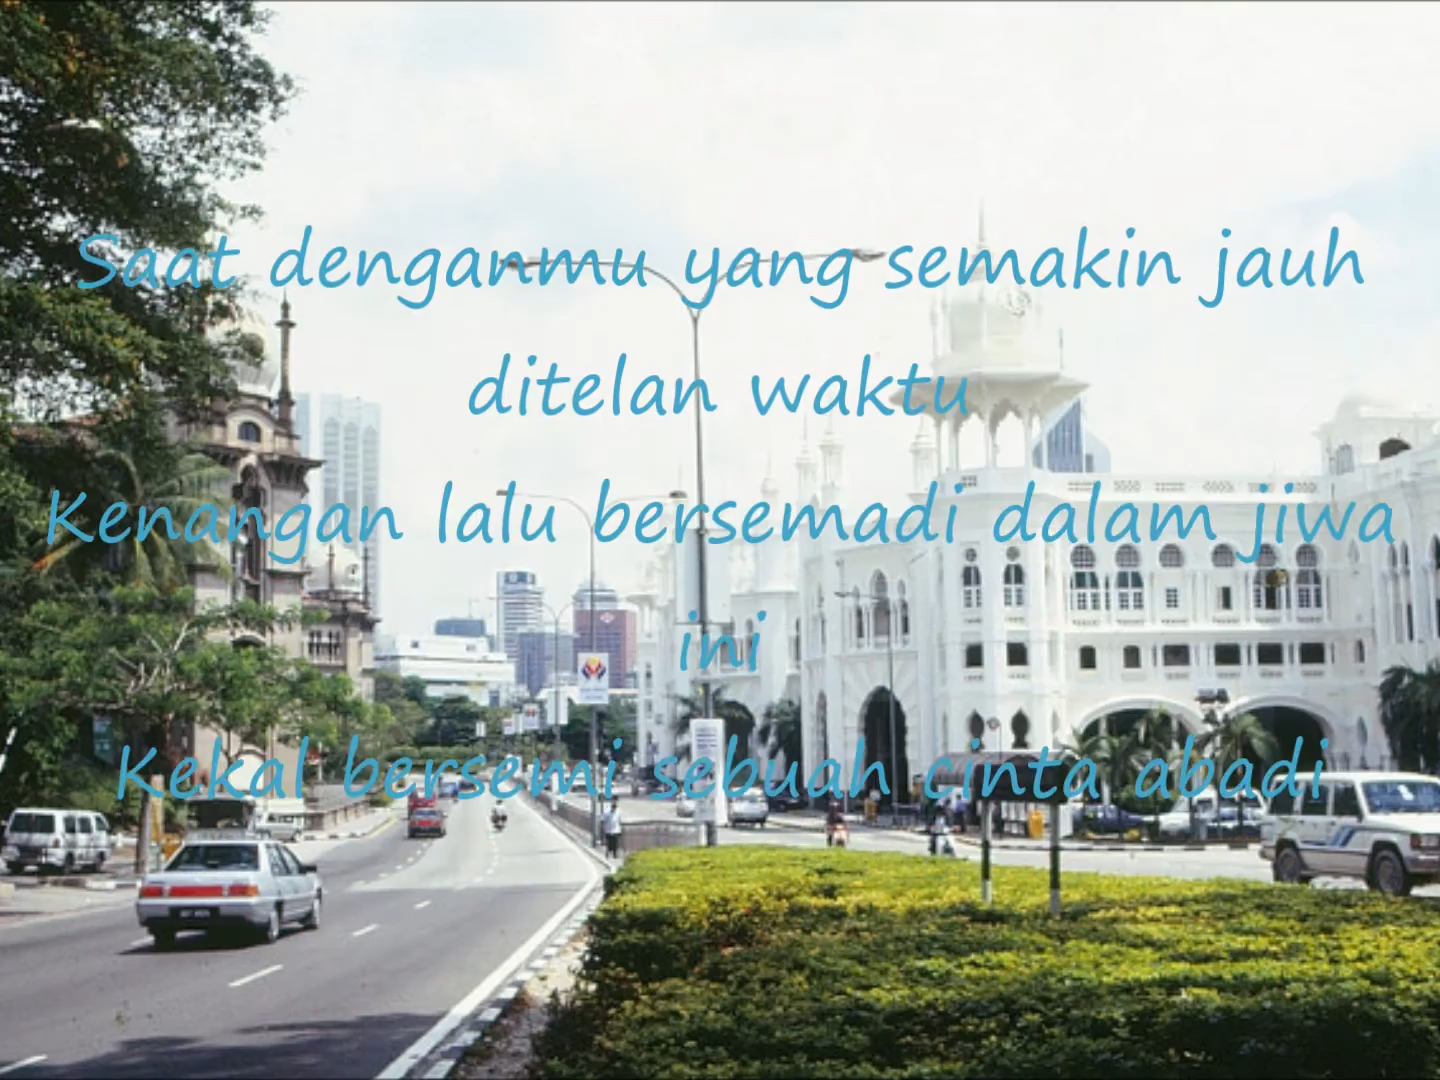 Saat denganmu yang semakin jauh
ditelan waktu
Kenangan lalu bersemadi dalam jiwa
ini
Kekal bersemi sebuah cinta abadi